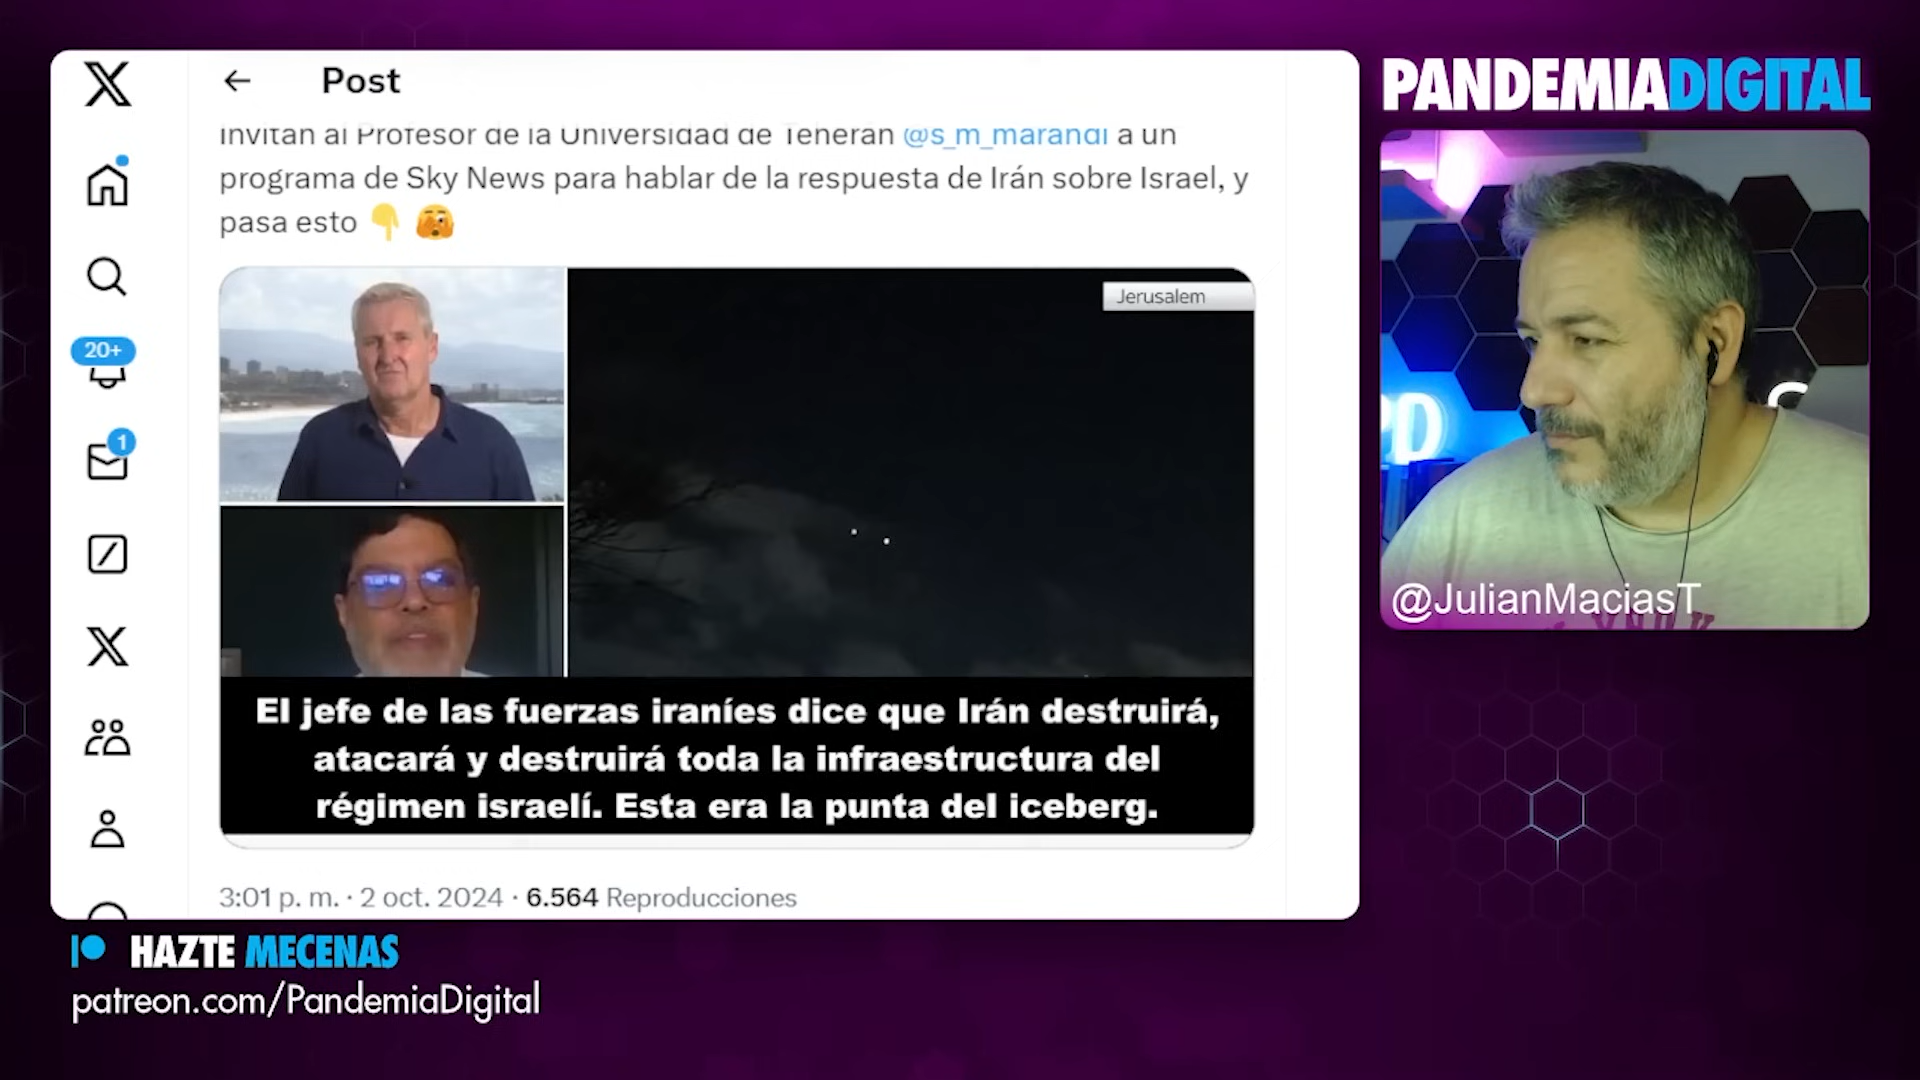 PANDEMIADIGITAL
Post
Invitan al Profesor de la Universidad de Teherán @s_m_marandi a un
programa de Sky News para hablar de la respuesta de Irán sobre Israel, y
pasa esto
Jerusalem
El jefe de las fuerzas iraníes dice que Irán destruirá,
atacará y destruirá toda la infraestructura del
régimen israelí. Esta era la punta del iceberg.
3:01 p. m. · 2 oct. 2024 · 6.564 Reproducciones
20+
1
PD
@JulianMaciasT
HAZTE MECENAS
patreon.com/PandemiaDigital